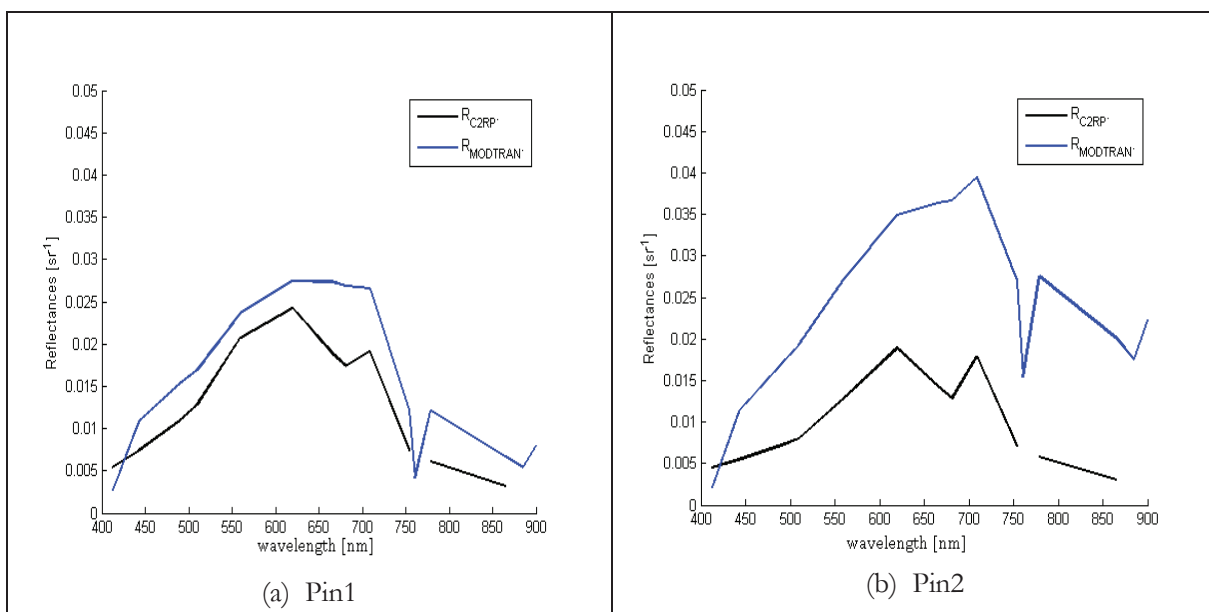 0.05
0.045
0.04
0.035
0.03
0.025
0.02
0.015
0.01
0.005
0
Reflectances [sr⁻¹]
R_C2RP.
R_MODTRAN.
400 450 500 550 600 650 700 750 800 850 900
wavelength [nm]
(a) Pin1
0.05
0.045
0.04
0.035
0.03
0.025
0.02
0.015
0.01
0.005
0
Reflectances [sr⁻¹]
R_C2RP.
R_MODTRAN.
400 450 500 550 600 650 700 750 800 850 900
wavelength [nm]
(b) Pin2